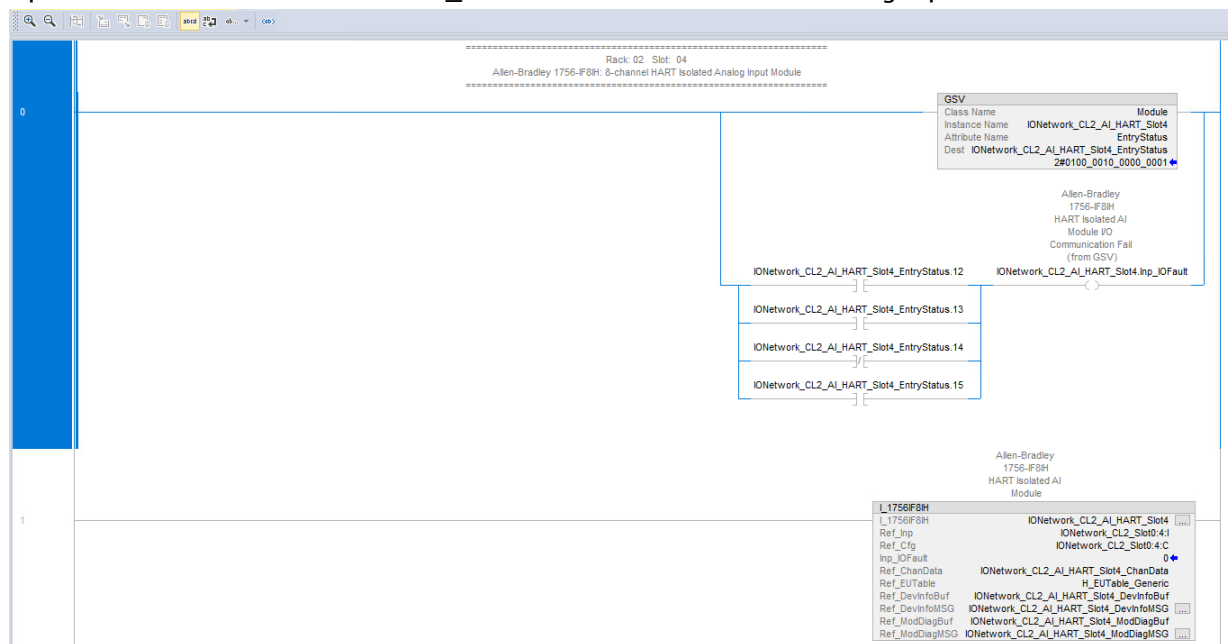 abcd
ab
ab...
<ab>
====================================================================
Rack: 02 Slot: 04
Allen-Bradley 1756-IF8IH: 8-channel HART Isolated Analog Input Module
====================================================================
0
GSV
Class Name Module
Instance Name IONetwork_CL2_AI_HART_Slot4
Attribute Name EntryStatus
Dest IONetwork_CL2_AI_HART_Slot4_EntryStatus
2#0100_0010_0000_0001
Allen-Bradley
1756-IF8IH
HART Isolated AI
Module I/O
Communication Fail
(from GSV)
IONetwork_CL2_AI_HART_Slot4_EntryStatus.12 IONetwork_CL2_AI_HART_Slot4.Inp_IOFault
IONetwork_CL2_AI_HART_Slot4_EntryStatus.13
IONetwork_CL2_AI_HART_Slot4_EntryStatus.14
IONetwork_CL2_AI_HART_Slot4_EntryStatus.15
Allen-Bradley
1756-IF8IH
HART Isolated AI
Module
1
I_1756IF8IH
I_1756IF8IH IONetwork_CL2_AI_HART_Slot4 ...
Ref_Inp IONetwork_CL2_Slot0:4:I
Ref_Cfg IONetwork_CL2_Slot0:4:C
Inp_IOFault 0
Ref_ChanData IONetwork_CL2_AI_HART_Slot4_ChanData
Ref_EUTable H_EUTable_Generic
Ref_DevInfoBuf IONetwork_CL2_AI_HART_Slot4_DevInfoBuf
Ref_DevInfoMSG IONetwork_CL2_AI_HART_Slot4_DevInfoMSG ...
Ref_ModDiagBuf IONetwork_CL2_AI_HART_Slot4_ModDiagBuf
Ref_ModDiagMSG IONetwork_CL2_AI_HART_Slot4_ModDiagMSG ...